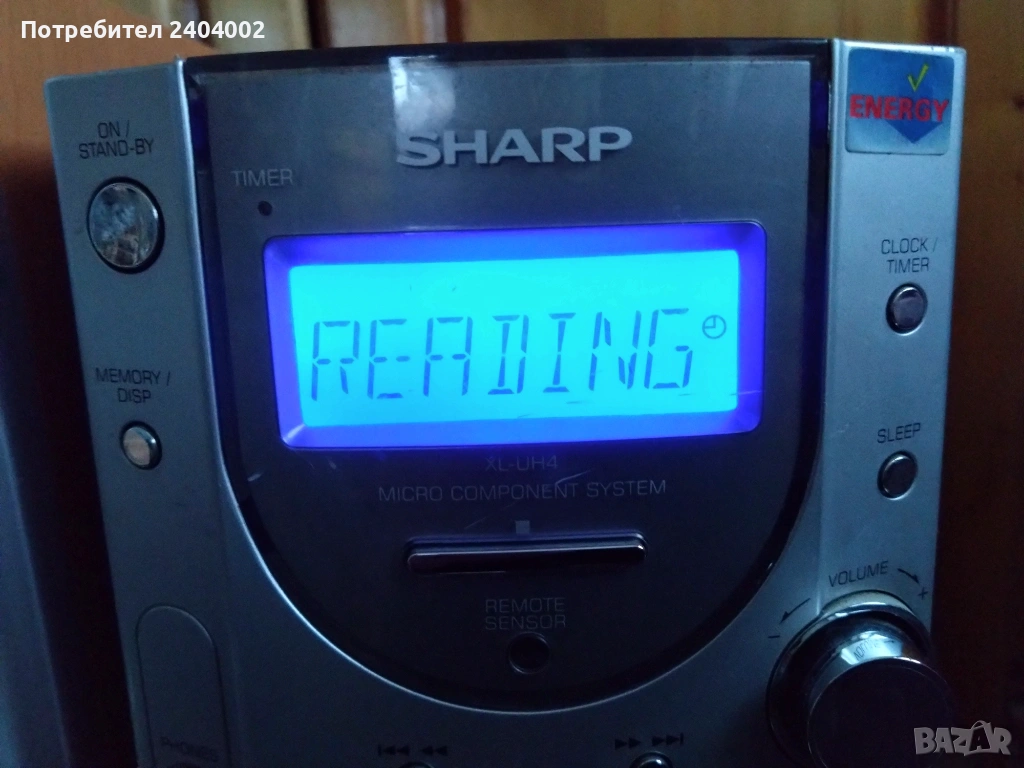 Потребител 2404002
ON /
STAND-BY
SHARP
ENERGY
TIMER
CLOCK /
TIMER
READING
MEMORY /
DISP
SLEEP
XL-UH4
MICRO COMPONENT SYSTEM
VOLUME
- +
REMOTE
SENSOR
PHONES
BAZAR